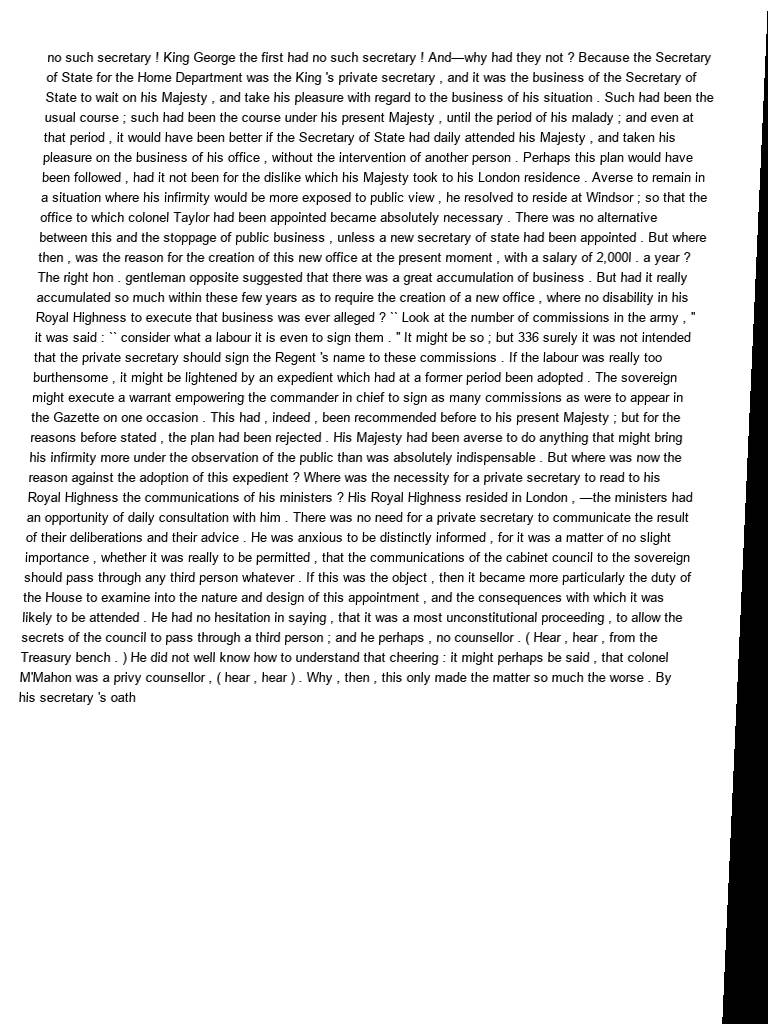 no such secretary ! King George the first had no such secretary ! And—why had they not ? Because the Secretary
of State for the Home Department was the King 's private secretary , and it was the business of the Secretary of
State to wait on his Majesty , and take his pleasure with regard to the business of his situation . Such had been the
usual course ; such had been the course under his present Majesty , until the period of his malady ; and even at
that period , it would have been better if the Secretary of State had daily attended his Majesty , and taken his
pleasure on the business of his office , without the intervention of another person . Perhaps this plan would have
been followed , had it not been for the dislike which his Majesty took to his London residence . Averse to remain in
a situation where his infirmity would be more exposed to public view , he resolved to reside at Windsor ; so that the
office to which colonel Taylor had been appointed became absolutely necessary . There was no alternative
between this and the stoppage of public business , unless a new secretary of state had been appointed . But where
then , was the reason for the creation of this new office at the present moment , with a salary of 2,000l . a year ?
The right hon . gentleman opposite suggested that there was a great accumulation of business . But had it really
accumulated so much within these few years as to require the creation of a new office , where no disability in his
Royal Highness to execute that business was ever alleged ? `` Look at the number of commissions in the army , "
it was said : `` consider what a labour it is even to sign them . " It might be so ; but 336 surely it was not intended
that the private secretary should sign the Regent 's name to these commissions . If the labour was really too
burthensome , it might be lightened by an expedient which had at a former period been adopted . The sovereign
might execute a warrant empowering the commander in chief to sign as many commissions as were to appear in
the Gazette on one occasion . This had , indeed , been recommended before to his present Majesty ; but for the
reasons before stated , the plan had been rejected . His Majesty had been averse to do anything that might bring
his infirmity more under the observation of the public than was absolutely indispensable . But where was now the
reason against the adoption of this expedient ? Where was the necessity for a private secretary to read to his
Royal Highness the communications of his ministers ? His Royal Highness resided in London , —the ministers had
an opportunity of daily consultation with him . There was no need for a private secretary to communicate the result
of their deliberations and their advice . He was anxious to be distinctly informed , for it was a matter of no slight
importance , whether it was really to be permitted , that the communications of the cabinet council to the sovereign
should pass through any third person whatever . If this was the object , then it became more particularly the duty of
the House to examine into the nature and design of this appointment , and the consequences with which it was
likely to be attended . He had no hesitation in saying , that it was a most unconstitutional proceeding , to allow the
secrets of the council to pass through a third person ; and he perhaps , no counsellor . ( Hear , hear , from the
Treasury bench . ) He did not well know how to understand that cheering : it might perhaps be said , that colonel
M'Mahon was a privy counsellor , ( hear , hear ) . Why , then , this only made the matter so much the worse . By
his secretary 's oath